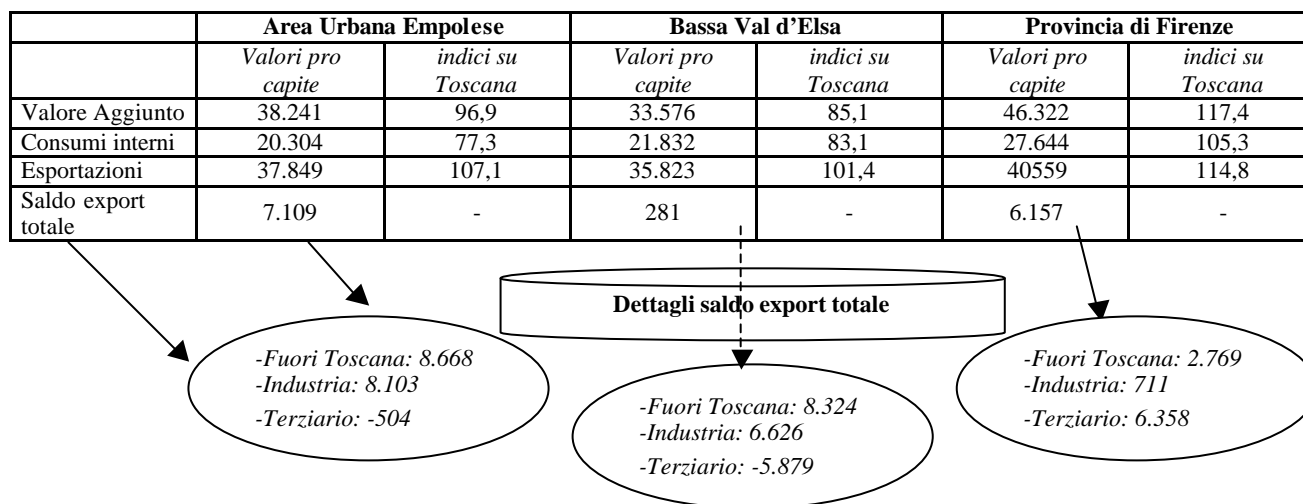 Area Urbana Empolese Bassa Val d'Elsa Provincia di Firenze
Valori pro capite indici su Toscana Valori pro capite indici su Toscana Valori pro capite indici su Toscana
Valore Aggiunto 38.241 96,9 33.576 85,1 46.322 117,4
Consumi interni 20.304 77,3 21.832 83,1 27.644 105,3
Esportazioni 37.849 107,1 35.823 101,4 40559 114,8
Saldo export totale 7.109 - 281 - 6.157 -
Dettagli saldo export totale
-Fuori Toscana: 8.668
-Industria: 8.103
-Terziario: -504
-Fuori Toscana: 8.324
-Industria: 6.626
-Terziario: -5.879
-Fuori Toscana: 2.769
-Industria: 711
-Terziario: 6.358